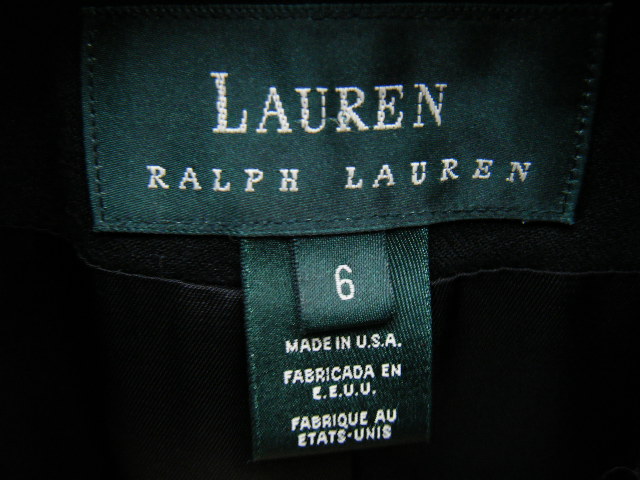 LAUREN
RALPH LAUREN
6
MADE IN U.S.A.
FABRICADA EN
E.E.U.U.
FABRIQUE AU
ETATS-UNIS